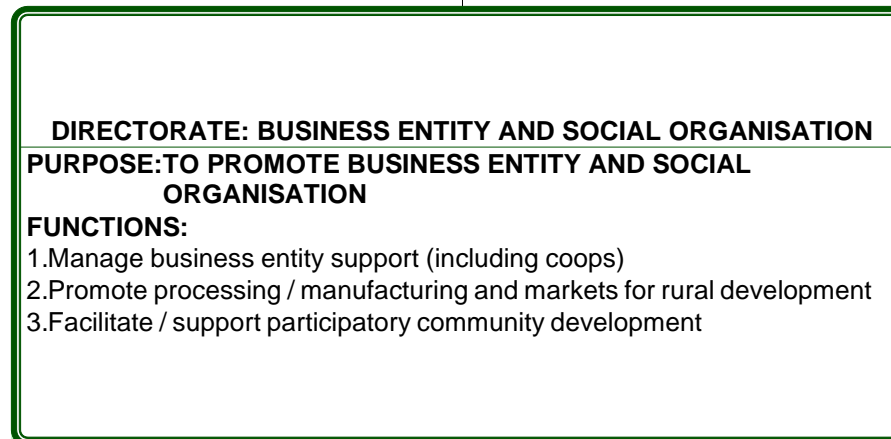 DIRECTORATE: BUSINESS ENTITY AND SOCIAL ORGANISATION
PURPOSE:TO PROMOTE BUSINESS ENTITY AND SOCIAL
ORGANISATION
FUNCTIONS:
1.Manage business entity support (including coops)
2.Promote processing / manufacturing and markets for rural development
3.Facilitate / support participatory community development